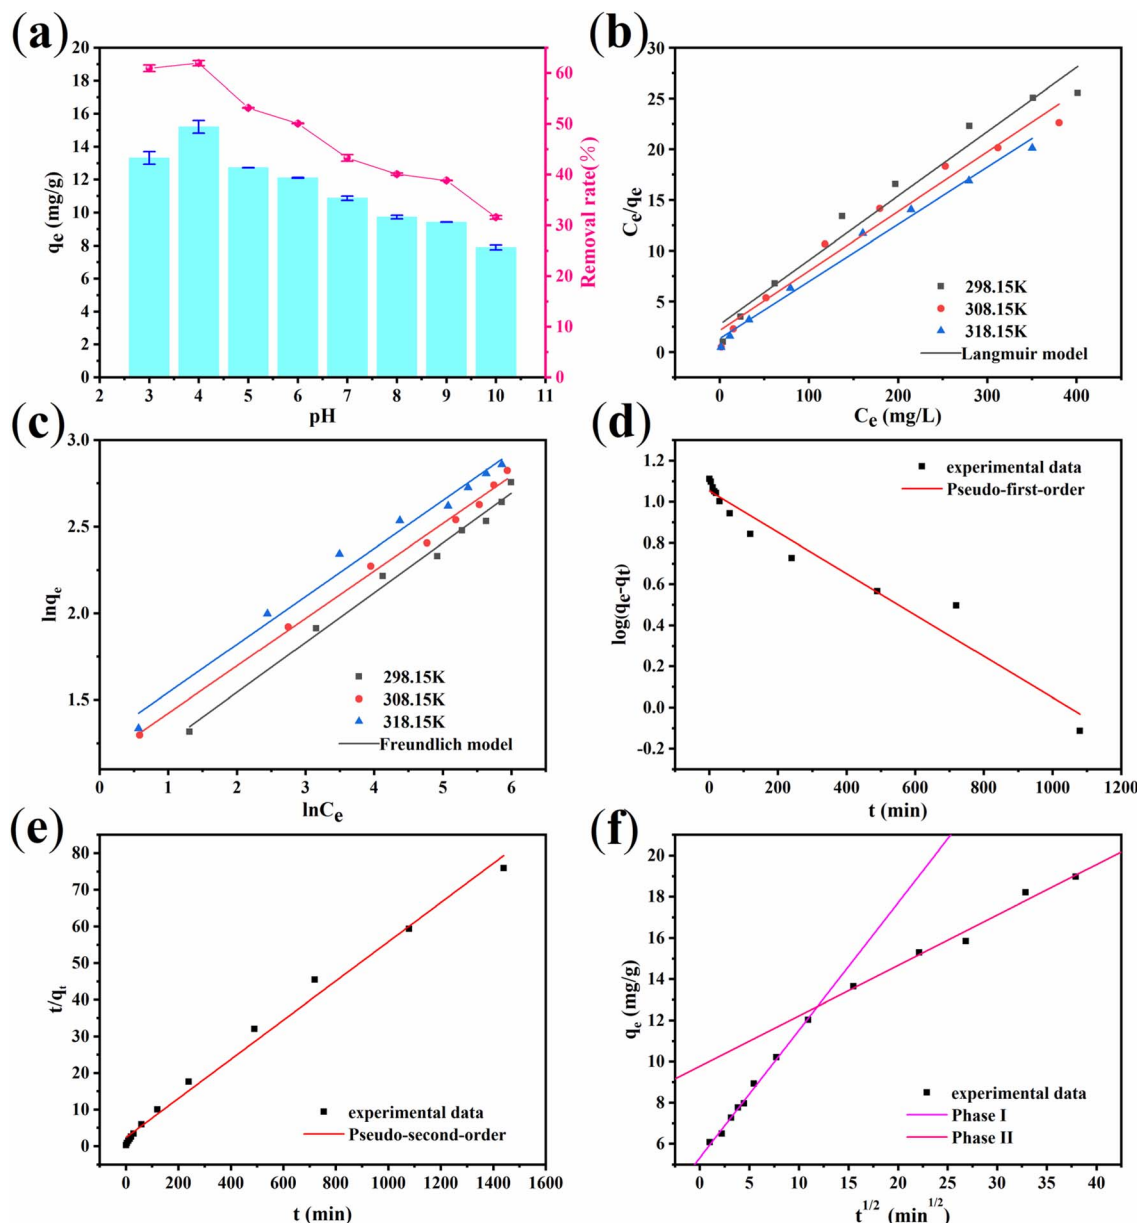 (a)
20
18
16
14
12
10
8
6
4
2
0
qe (mg/g)
60
50
40
30
20
10
0
Removal rate(%)
2 3 4 5 6 7 8 9 10 11
pH
(b)
30
25
20
15
10
5
0
Ce/qe
298.15K
308.15K
318.15K
Langmuir model
0 100 200 300 400
Ce (mg/L)
(c)
3.0
2.5
2.0
1.5
lnqe
298.15K
308.15K
318.15K
Freundlich model
0 1 2 3 4 5 6
lnCe
(d)
1.2
1.0
0.8
0.6
0.4
0.2
0.0
-0.2
log(qe-qt)
experimental data
Pseudo-first-order
0 200 400 600 800 1000 1200
t (min)
(e)
80
70
60
50
40
30
20
10
0
t/qt
experimental data
Pseudo-second-order
0 200 400 600 800 1000 1200 1400 1600
t (min)
(f)
20
18
16
14
12
10
8
6
qe (mg/g)
experimental data
Phase I
Phase II
0 5 10 15 20 25 30 35 40
t^1/2 (min^1/2)